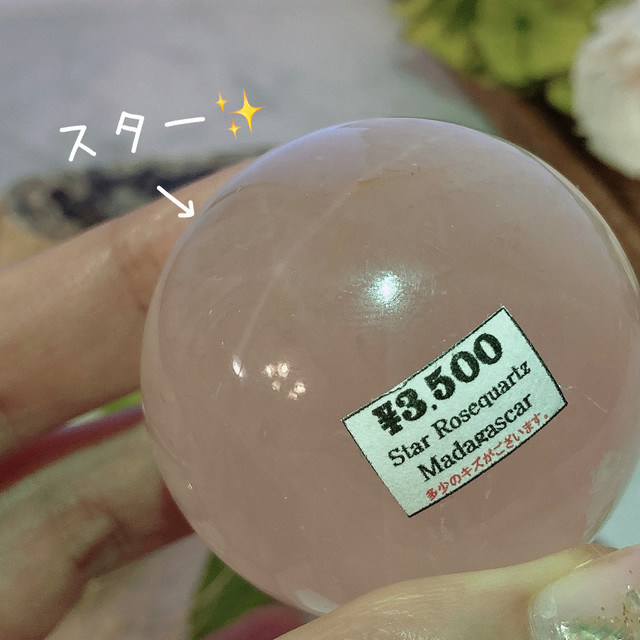 スター✨
¥3.500
Star Rosequartz
Madagascar
多少のキズがございます。